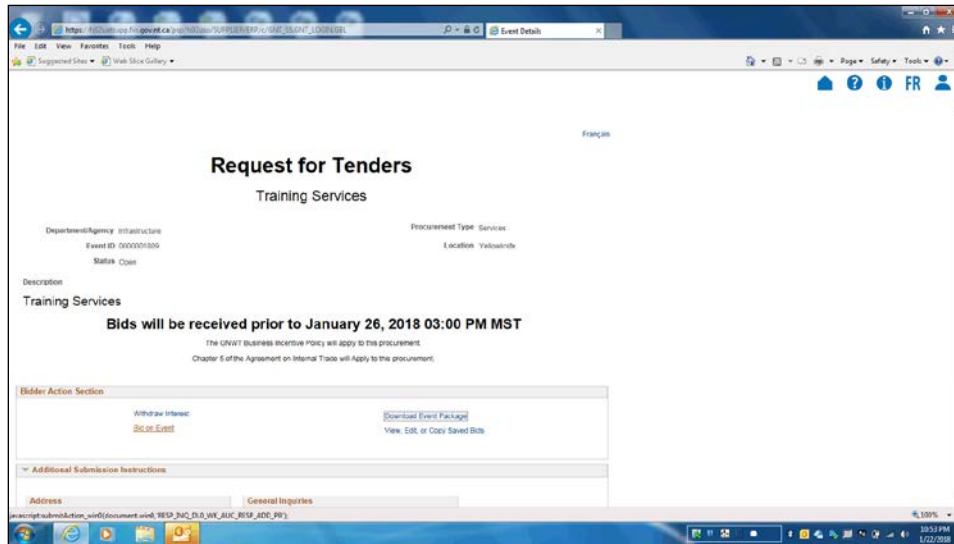 Event Details
File Edit View Favorites Tools Help
Suggested Sites Web Slice Gallery
Page Safety Tools
FR
Français
Request for Tenders
Training Services
Department/Agency Infrastructure
Procurement Type Services
Event ID 0000001809
Location Yellowknife
Status Open
Description
Training Services
Bids will be received prior to January 26, 2018 03:00 PM MST
The GNWT Business Incentive Policy will apply to this procurement.
Chapter 5 of the Agreement on Internal Trade will Apply to this procurement.
Bidder Action Section
Withdraw Interest
Download Event Package
Bid on Event
View, Edit, or Copy Saved Bids
Additional Submission Instructions
Address
General Inquiries
100%
10:53 PM
1/22/2018